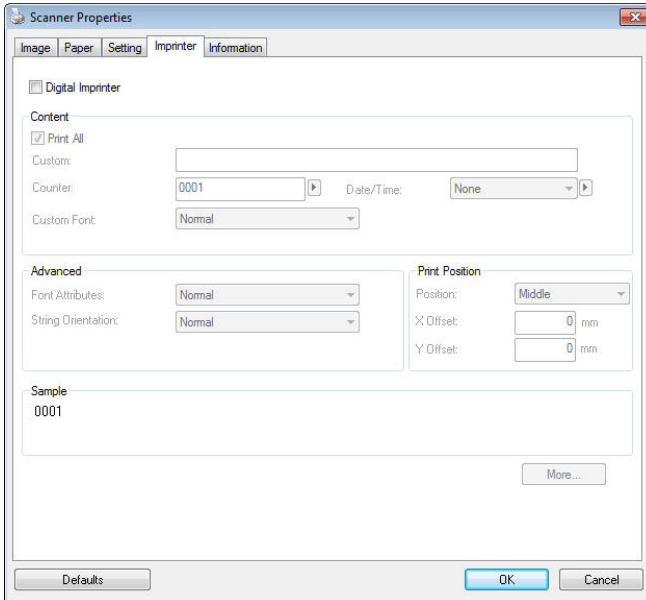 Scanner Properties
Image Paper Setting Imprinter Information
Digital Imprinter
Content
Print All
Custom:
Counter: 0001 Date/Time: None
Custom Font: Normal
Advanced
Font Attributes: Normal
String Orientation: Normal
Print Position
Position: Middle
X Offset: 0 mm
Y Offset: 0 mm
Sample
0001
More...
Defaults OK Cancel